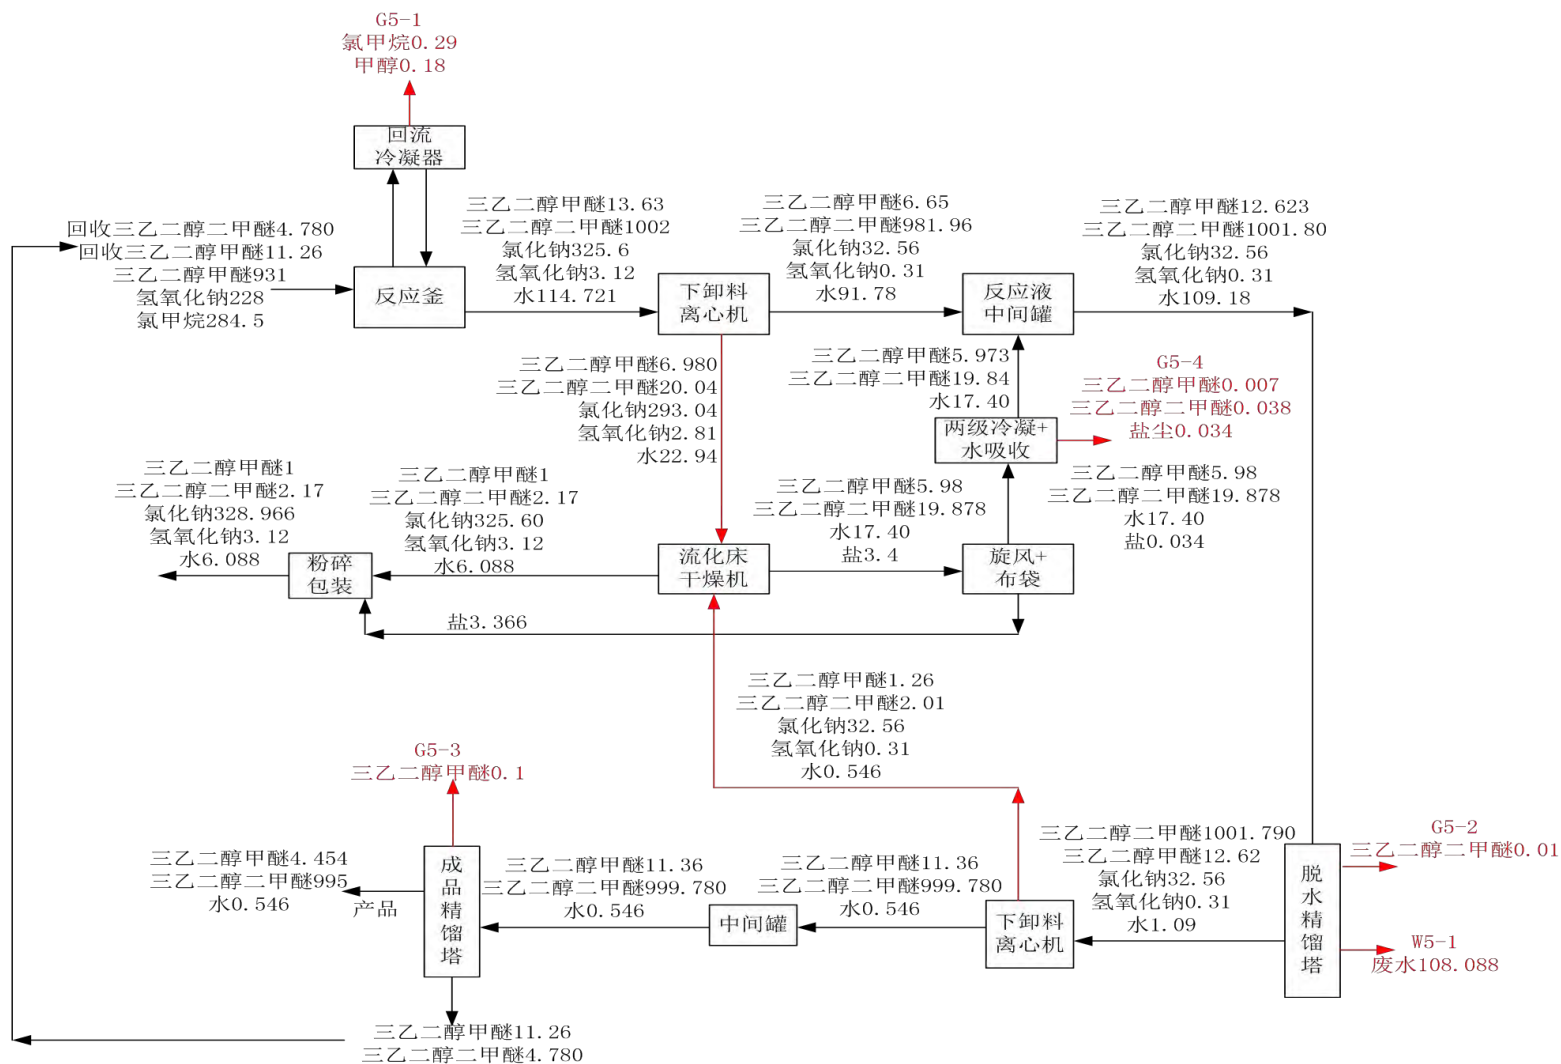 G5-1
氯甲烷0.29
甲醇0.18
回流
冷凝器
回收三乙二醇二甲醚4.780
回收三乙二醇甲醚11.26
三乙二醇甲醚931
氢氧化钠228
氯甲烷284.5
反应釜
三乙二醇甲醚13.63
三乙二醇二甲醚1002
氯化钠325.6
氢氧化钠3.12
水114.721
下卸料
离心机
三乙二醇甲醚6.65
三乙二醇二甲醚981.96
氯化钠32.56
氢氧化钠0.31
水91.78
反应液
中间罐
三乙二醇甲醚12.623
三乙二醇二甲醚1001.80
氯化钠32.56
氢氧化钠0.31
水109.18
三乙二醇甲醚6.980
三乙二醇二甲醚20.04
氯化钠293.04
氢氧化钠2.81
水22.94
三乙二醇甲醚5.973
三乙二醇二甲醚19.84
水17.40
G5-4
三乙二醇甲醚0.007
三乙二醇二甲醚0.038
盐尘0.034
两级冷凝+
水吸收
三乙二醇甲醚1
三乙二醇二甲醚2.17
氯化钠328.966
氢氧化钠3.12
水6.088
粉碎
包装
三乙二醇甲醚1
三乙二醇二甲醚2.17
氯化钠325.60
氢氧化钠3.12
水6.088
流化床
干燥机
三乙二醇甲醚5.98
三乙二醇二甲醚19.878
水17.40
盐3.4
旋风+
布袋
三乙二醇甲醚5.98
三乙二醇二甲醚19.878
水17.40
盐0.034
盐3.366
三乙二醇甲醚1.26
三乙二醇二甲醚2.01
氯化钠32.56
氢氧化钠0.31
水0.546
G5-3
三乙二醇甲醚0.1
三乙二醇甲醚4.454
三乙二醇二甲醚995
水0.546
产品
成品精馏塔
三乙二醇甲醚11.36
三乙二醇二甲醚999.780
水0.546
中间罐
三乙二醇甲醚11.36
三乙二醇二甲醚999.780
水0.546
下卸料
离心机
三乙二醇二甲醚1001.790
三乙二醇甲醚12.62
氯化钠32.56
氢氧化钠0.31
水1.09
脱水精馏塔
G5-2
三乙二醇二甲醚0.01
W5-1
废水108.088
三乙二醇甲醚11.26
三乙二醇二甲醚4.780